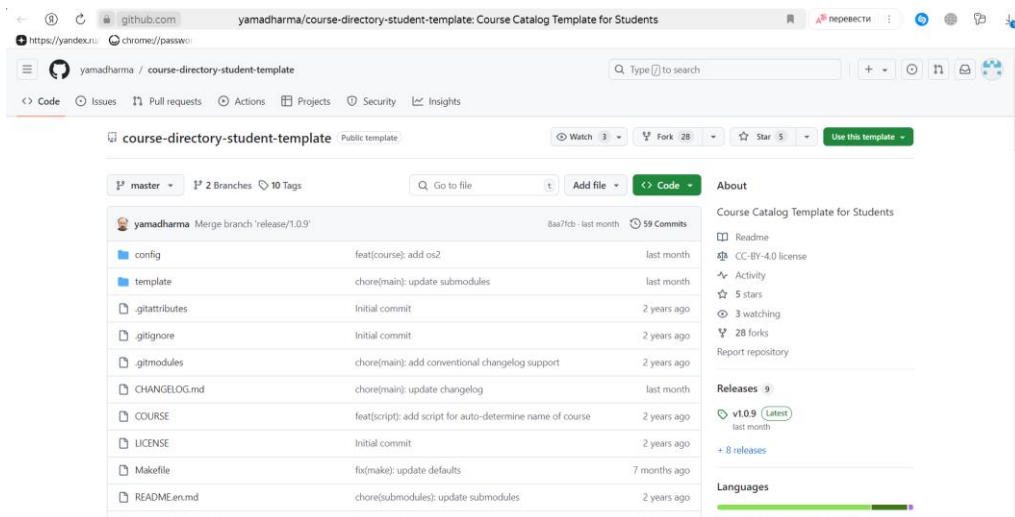 github.com yamadharma/course-directory-student-template: Course Catalog Template for Students перевести
https://yandex.ru chrome://passwo
yamadharma / course-directory-student-template Type / to search
Code Issues Pull requests Actions Projects Security Insights
course-directory-student-template Public template Watch 3 Fork 28 Star 5 Use this template
master 2 Branches 10 Tags Go to file t Add file Code
yamadharma Merge branch 'release/1.0.9' 8aa7fcb · last month 59 Commits
config feat(course): add os2 last month
template chore(main): update submodules last month
.gitattributes Initial commit 2 years ago
.gitignore Initial commit 2 years ago
.gitmodules chore(main): add conventional changelog support 2 years ago
CHANGELOG.md chore(main): update changelog last month
COURSE feat(script): add script for auto-determine name of course 2 years ago
LICENSE Initial commit 2 years ago
Makefile fix(make): update defaults 7 months ago
README.en.md chore(submodules): update submodules 2 years ago
About
Course Catalog Template for Students
Readme
CC-BY-4.0 license
Activity
5 stars
3 watching
28 forks
Report repository
Releases 9
v1.0.9 Latest
last month
+ 8 releases
Languages